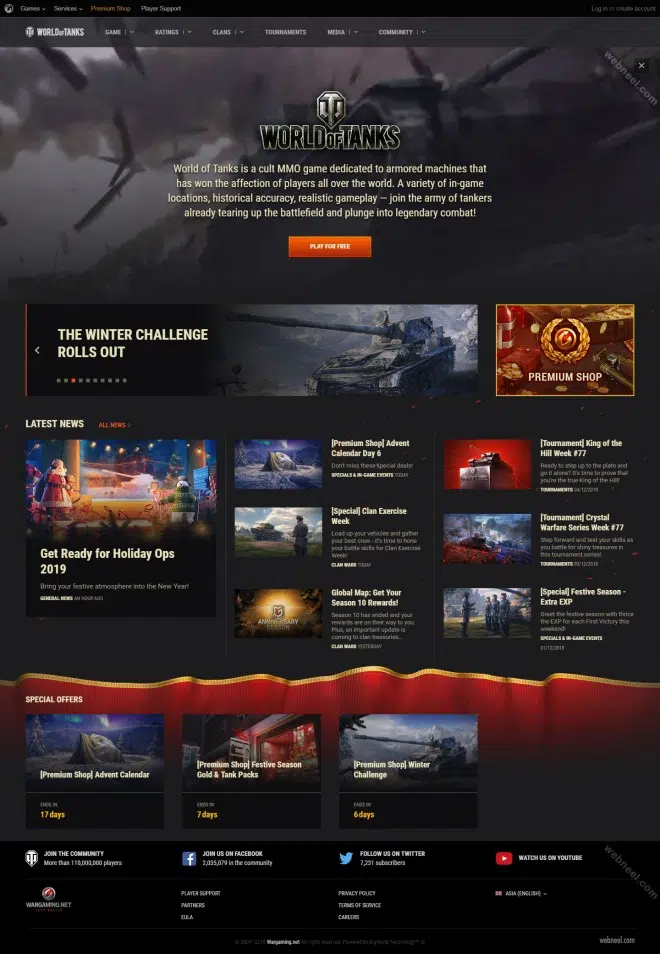 Games
Services
Premium Shop
Player Support
Log in or create account
WORLD OF TANKS
GAME
RATINGS
CLANS
TOURNAMENTS
MEDIA
COMMUNITY
webneel.com
WORLD OF TANKS
World of Tanks is a cult MMO game dedicated to armored machines that
has won the affection of players all over the world. A variety of in-game
locations, historical accuracy, realistic gameplay — join the army of tankers
already tearing up the battlefield and plunge into legendary combat!
PLAY FOR FREE
THE WINTER CHALLENGE
ROLLS OUT
PREMIUM SHOP
LATEST NEWS
ALL NEWS
Get Ready for Holiday Ops
2019
Bring your festive atmosphere into the New Year!
GENERAL NEWS AN HOUR AGO
[Premium Shop] Advent
Calendar Day 6
Don't miss these special deals!
SPECIALS & IN-GAME EVENTS TODAY
[Special] Clan Exercise
Week
Load up your vehicles and gather
your best crew - it's time to hone
your battle skills for Clan Exercise
Week!
CLAN WARS TODAY
ANNIVERSARY
SEASON
Global Map: Get Your
Season 10 Rewards!
Season 10 has ended and your
rewards are on their way to you.
Plus, an important update is
coming to clan treasuries...
CLAN WARS YESTERDAY
[Tournament] King of the
Hill Week #77
Ready to step up to the plate and
go it alone? It's time to prove that
you're the true King of the Hill!
TOURNAMENTS 04/12/2018
[Tournament] Crystal
Warfare Series Week #77
Step forward and test your skills as
you battle for shiny treasures in
this tournament series!
TOURNAMENTS
[Special] Festive Season -
Extra EXP
Greet the festive season with thrice
the EXP for each First Victory this
weekend!
SPECIALS & IN-GAME EVENTS
01/12/2018
SPECIAL OFFERS
[Premium Shop] Advent Calendar
ENDS IN:
17 days
[Premium Shop] Festive Season
Gold & Tank Packs
ENDS IN:
7 days
[Premium Shop] Winter
Challenge
ENDS IN:
6 days
JOIN THE COMMUNITY
More than 110,000,000 players
JOIN US ON FACEBOOK
2,035,079 in the community
FOLLOW US ON TWITTER
7,231 subscribers
WATCH US ON YOUTUBE
webneel.com
WARGAMING.NET
LET'S BATTLE
PLAYER SUPPORT
PARTNERS
EULA
PRIVACY POLICY
TERMS OF SERVICE
CAREERS
ASIA (ENGLISH)
© 2009–2018 Wargaming.net All rights reserved. Powered by BigWorld Technology™ ©
webneel.com